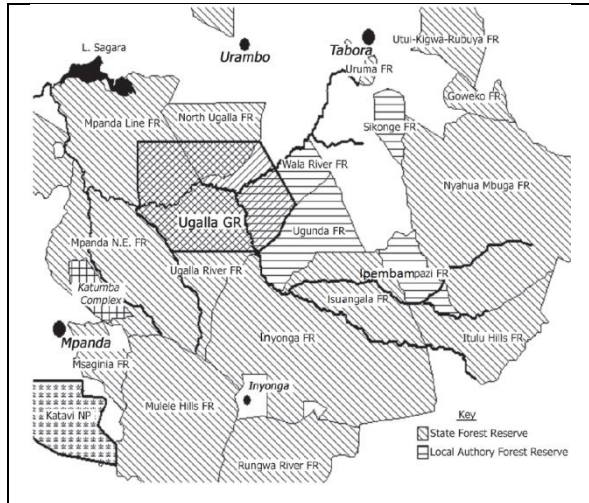 Utui-Kigwa-Rubuya FR
Tabora
Urambo
L. Sagara
Uruma FR
Goweko FR
Mpanda Line FR
North Ugalla FR
Sikonge FR
Wala River FR
Nyahua Mbuga FR
Ugalla GR
Ugunda FR
Mpanda N.E. FR
Ugalla River FR
Ipembampazi FR
Katumba
Complex
Isuangala FR
Mpanda
Inyonga FR
Itulu Hills FR
Msaginia FR
Inyonga
Katavi NP
Mulele Hills FR
Rungwa River FR
Key
State Forest Reserve
Local Authory Forest Reserve